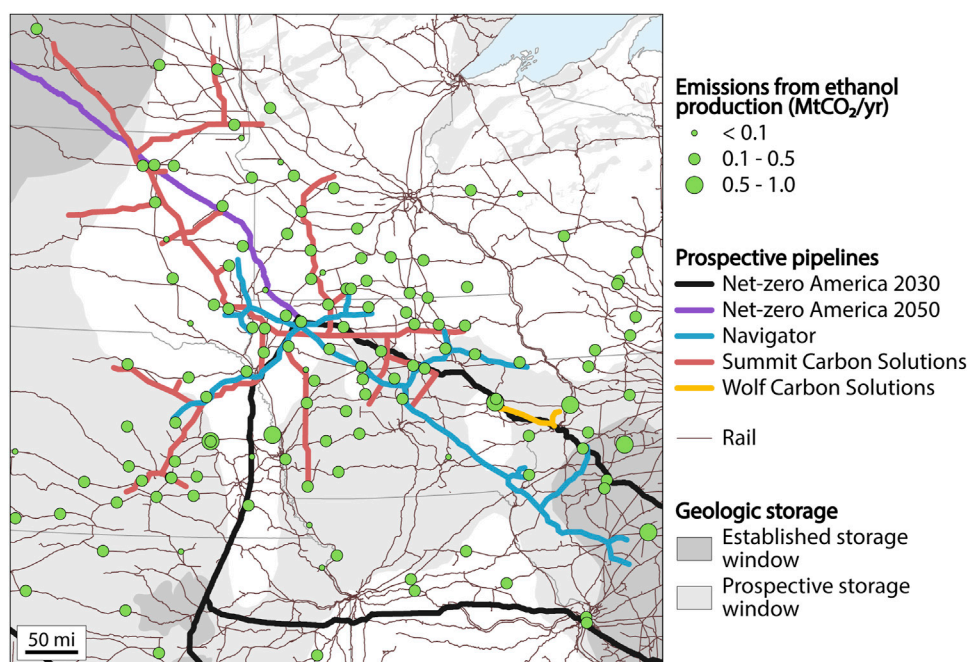 Emissions from ethanol
production (MtCO₂/yr)
< 0.1
0.1 - 0.5
0.5 - 1.0
Prospective pipelines
Net-zero America 2030
Net-zero America 2050
Navigator
Summit Carbon Solutions
Wolf Carbon Solutions
Rail
Geologic storage
Established storage
window
Prospective storage
window
50 mi